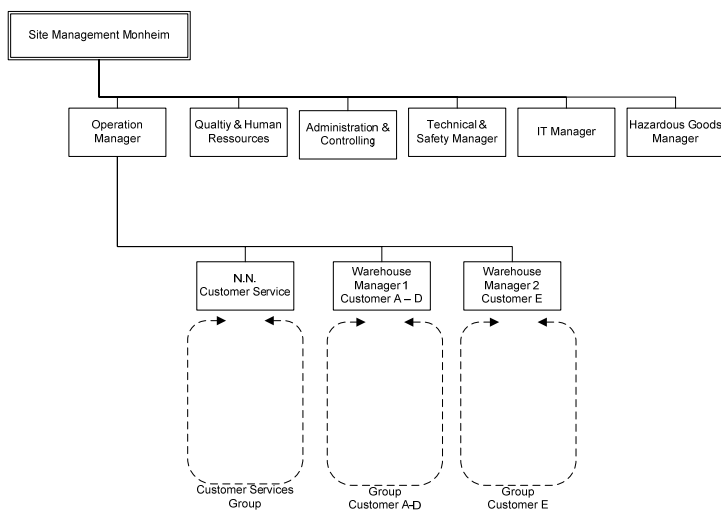 Site Management Monheim
Operation
Manager
Qualtiy & Human
Ressources
Administration &
Controlling
Technical &
Safety Manager
IT Manager
Hazardous Goods
Manager
N.N.
Customer Service
Warehouse
Manager 1
Customer A – D
Warehouse
Manager 2
Customer E
Customer Services
Group
Group
Customer A-D
Group
Customer E